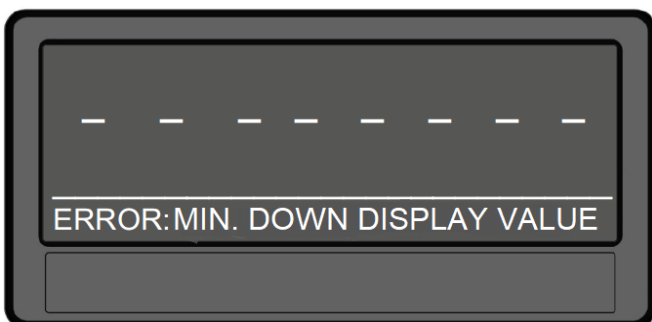 – – – – – – – –
ERROR:MIN. DOWN DISPLAY VALUE